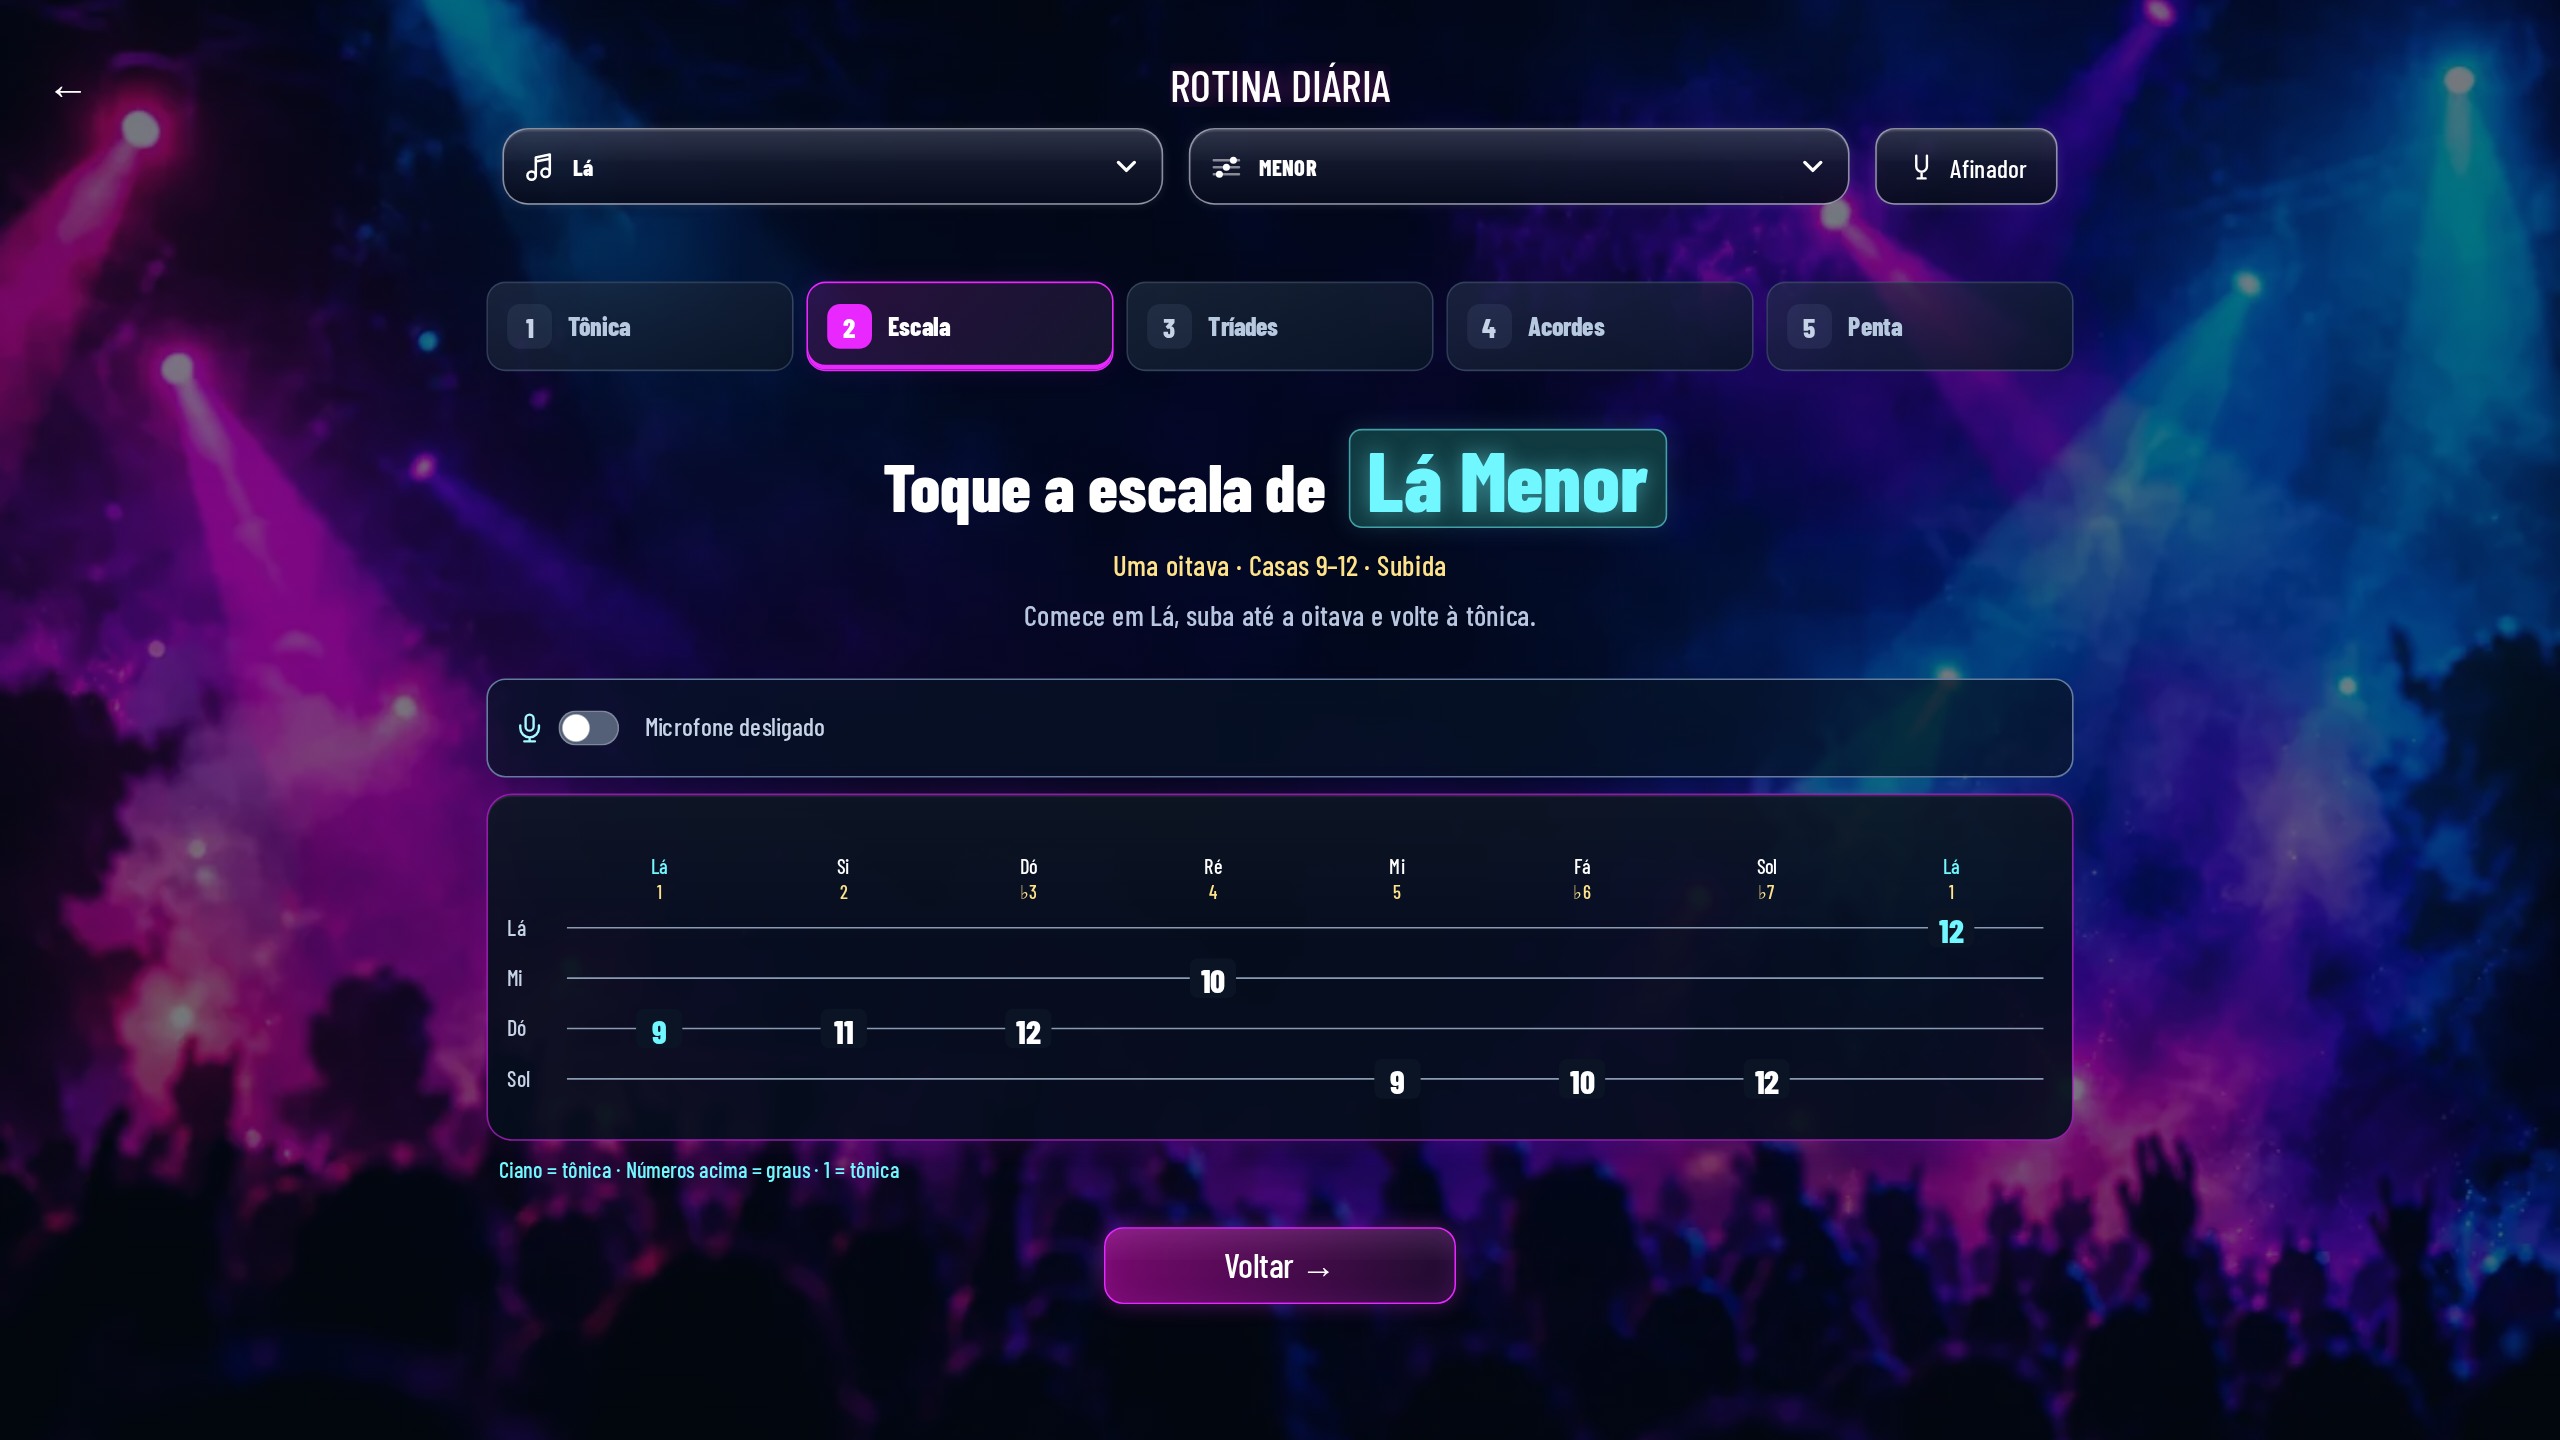 ←
ROTINA DIÁRIA
Lá
MENOR
Afinador
1 Tônica
2 Escala
3 Tríades
4 Acordes
5 Penta
Toque a escala de Lá Menor
Uma oitava · Casas 9–12 · Subida
Comece em Lá, suba até a oitava e volte à tônica.
Microfone desligado
Lá Si Dó Ré Mi Fá Sol Lá
1 2 ♭3 4 5 ♭6 ♭7 1
Lá 12
Mi 10
Dó 9 11 12
Sol 9 10 12
Ciano = tônica · Números acima = graus · 1 = tônica
Voltar →